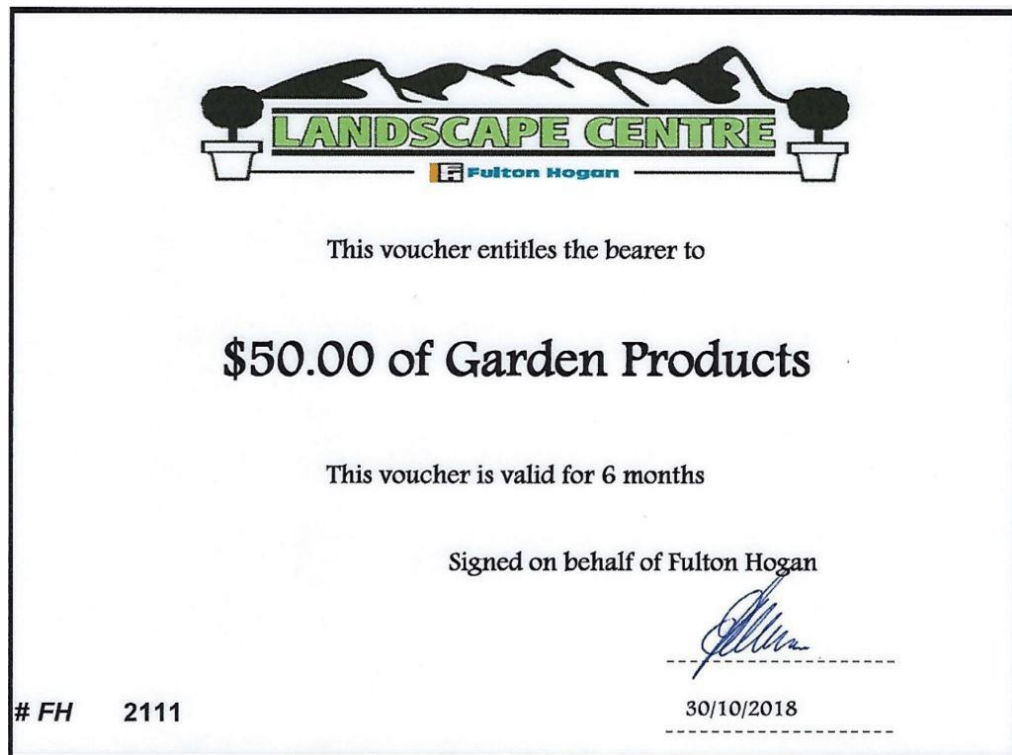 LANDSCAPE CENTRE
Fulton Hogan
This voucher entitles the bearer to
$50.00 of Garden Products
This voucher is valid for 6 months
Signed on behalf of Fulton Hogan
30/10/2018
# FH 2111